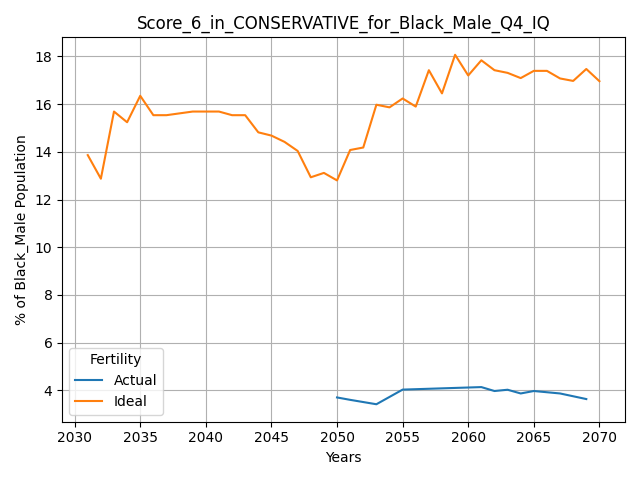 Score_6_in_CONSERVATIVE_for_Black_Male_Q4_IQ
% of Black_Male Population
18
16
14
12
10
8
6
4
Fertility
Actual
Ideal
2030 2035 2040 2045 2050 2055 2060 2065 2070
Years